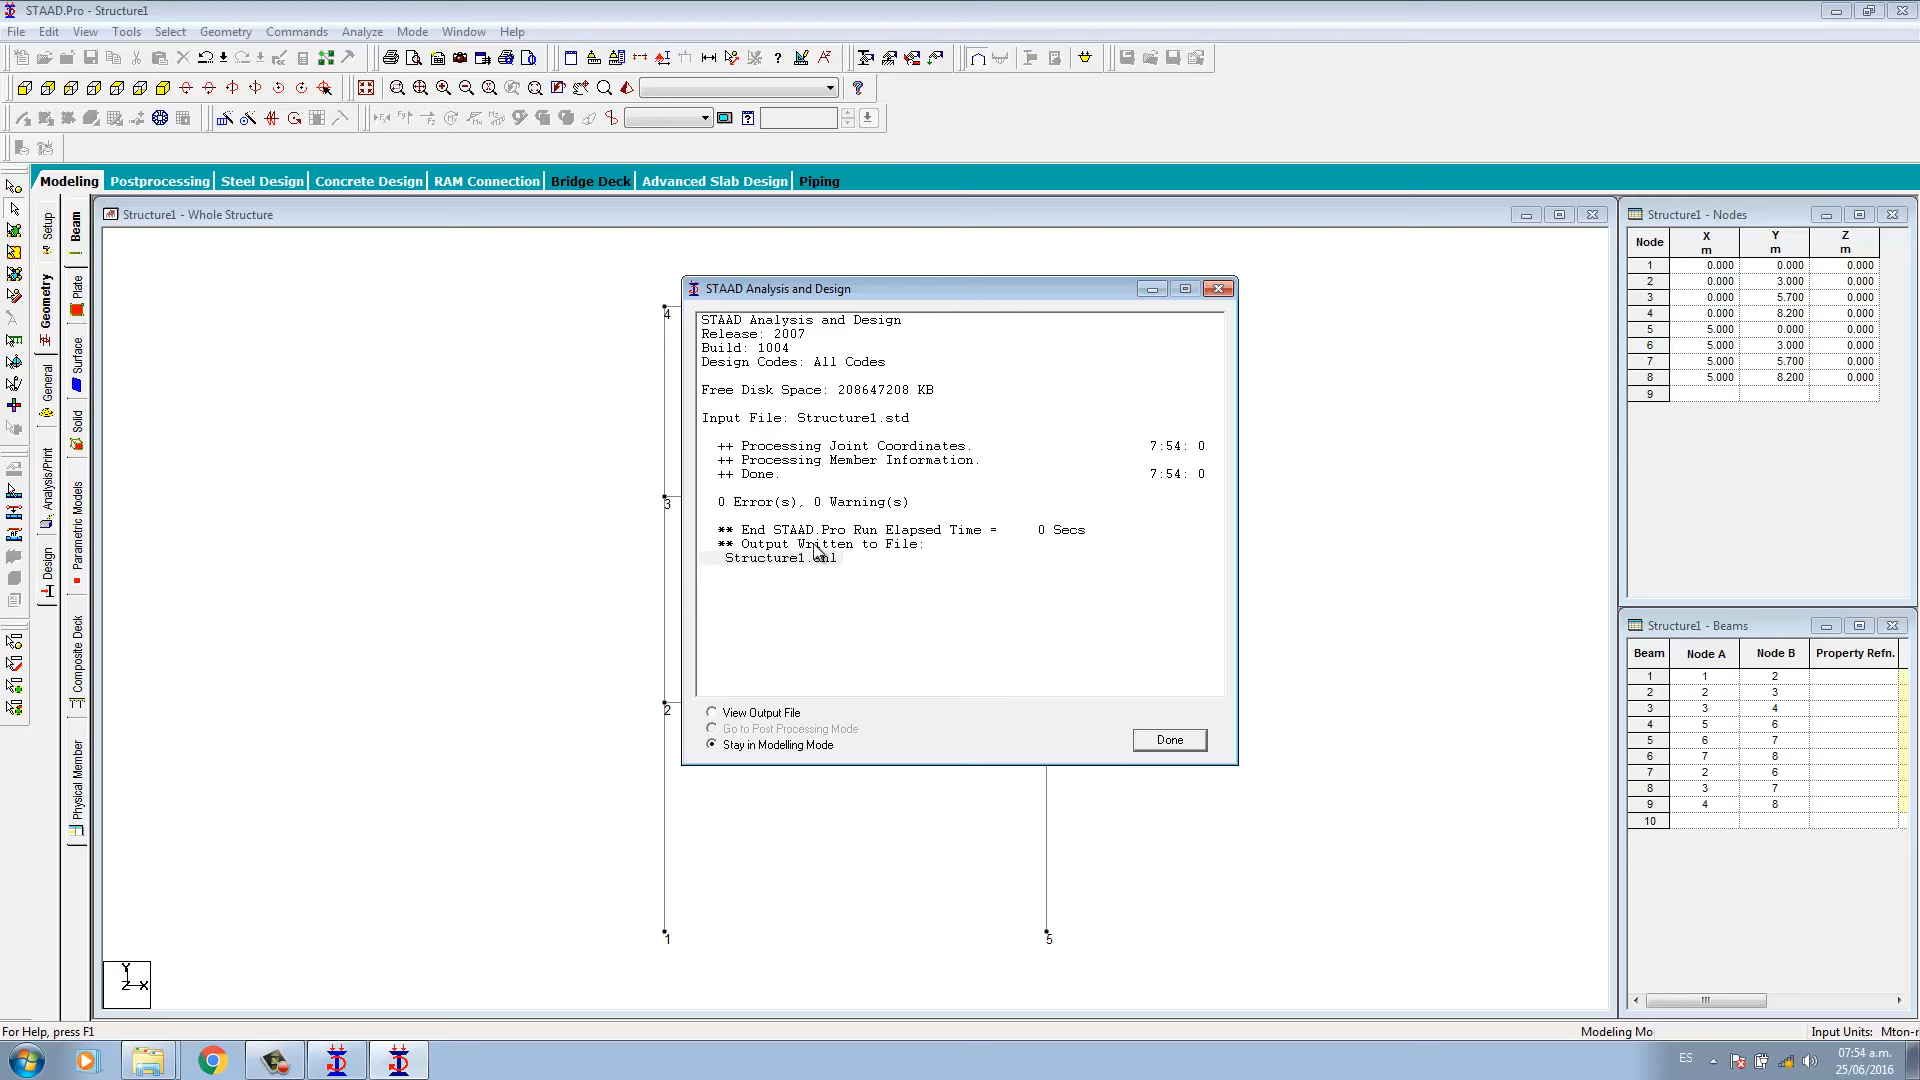 STAAD.Pro - Structure1
File Edit View Tools Select Geometry Commands Analyze Mode Window Help
Modeling Postprocessing Steel Design Concrete Design RAM Connection Bridge Deck Advanced Slab Design Piping
Setup
Geometry
General
Analysis/Print
Design
Beam
Plate
Surface
Solid
Parametric Models
Composite Deck
Physical Member
Structure1 - Whole Structure
4
3
2
1
5
Y
Z X
STAAD Analysis and Design
STAAD Analysis and Design
Release: 2007
Build: 1004
Design Codes: All Codes
Free Disk Space: 208647208 KB
Input File: Structure1.std
++ Processing Joint Coordinates. 7:54: 0
++ Processing Member Information.
++ Done. 7:54: 0
0 Error(s), 0 Warning(s)
** End STAAD.Pro Run Elapsed Time = 0 Secs
** Output Written to File:
Structure1.anl
View Output File
Go to Post Processing Mode
Stay in Modelling Mode
Done
Structure1 - Nodes
Node X m Y m Z m
1 0.000 0.000 0.000
2 0.000 3.000 0.000
3 0.000 5.700 0.000
4 0.000 8.200 0.000
5 5.000 0.000 0.000
6 5.000 3.000 0.000
7 5.000 5.700 0.000
8 5.000 8.200 0.000
9
Structure1 - Beams
Beam Node A Node B Property Refn.
1 1 2
2 2 3
3 3 4
4 5 6
5 6 7
6 7 8
7 2 6
8 3 7
9 4 8
10
For Help, press F1
Modeling Mo
Input Units: Mton-
ES
07:54 a.m.
25/06/2016